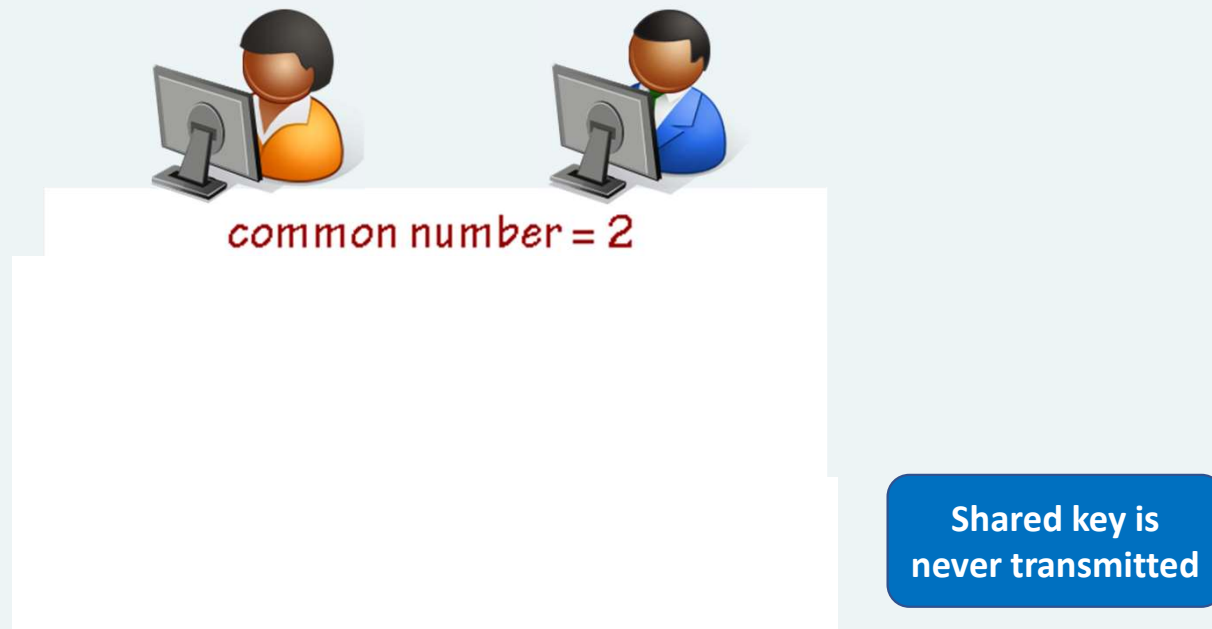 common number = 2
Shared key is
never transmitted